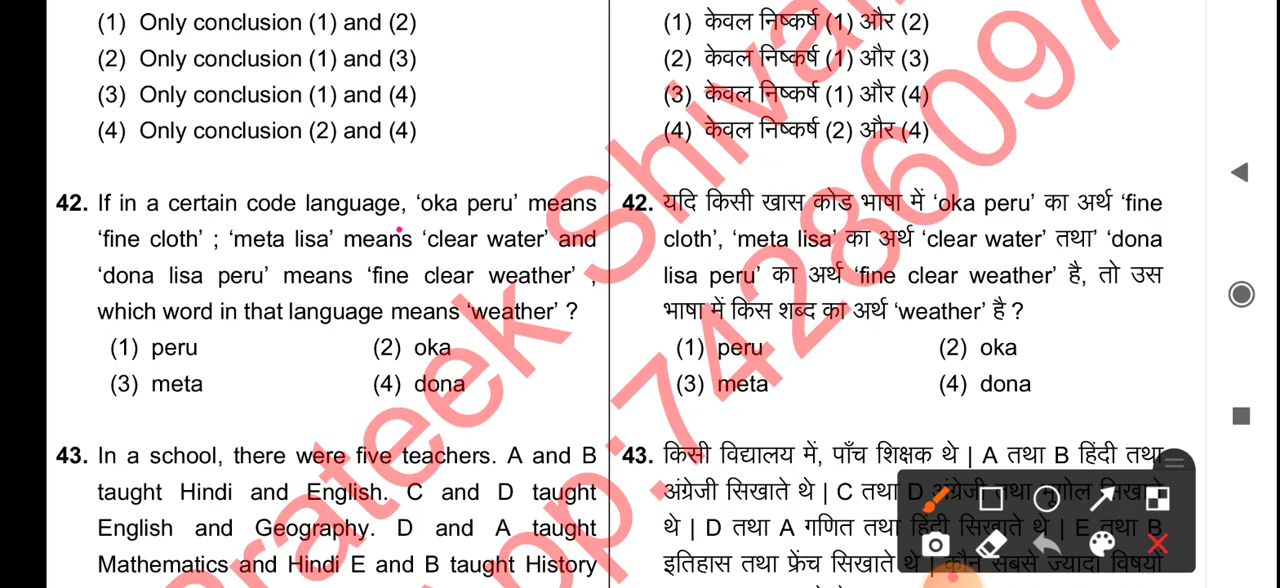 (1) Only conclusion (1) and (2)
(2) Only conclusion (1) and (3)
(3) Only conclusion (1) and (4)
(4) Only conclusion (2) and (4)
42. If in a certain code language, 'oka peru' means
'fine cloth' ; 'meta lisa' means 'clear water' and
'dona lisa peru' means 'fine clear weather' ,
which word in that language means 'weather' ?
(1) peru (2) oka
(3) meta (4) dona
43. In a school, there were five teachers. A and B
taught Hindi and English. C and D taught
English and Geography. D and A taught
Mathematics and Hindi E and B taught History
(1) केवल निष्कर्ष (1) और (2)
(2) केवल निष्कर्ष (1) और (3)
(3) केवल निष्कर्ष (1) और (4)
(4) केवल निष्कर्ष (2) और (4)
42. यदि किसी खास कोड भाषा में 'oka peru' का अर्थ 'fine
cloth', 'meta lisa' का अर्थ 'clear water' तथा' 'dona
lisa peru' का अर्थ 'fine clear weather' है, तो उस
भाषा में किस शब्द का अर्थ 'weather' है ?
(1) peru (2) oka
(3) meta (4) dona
43. किसी विद्यालय में, पाँच शिक्षक थे | A तथा B हिंदी तथा
अंग्रेजी सिखाते थे | C तथा D अंग्रेजी तथा भूगोल सिखाते
थे | D तथा A गणित तथा हिंदी सिखाते थे | E तथा B
इतिहास तथा फ्रेंच सिखाते थे | कौन सबसे ज्यादा विषयों
Prateek Shiva
pp:74286097